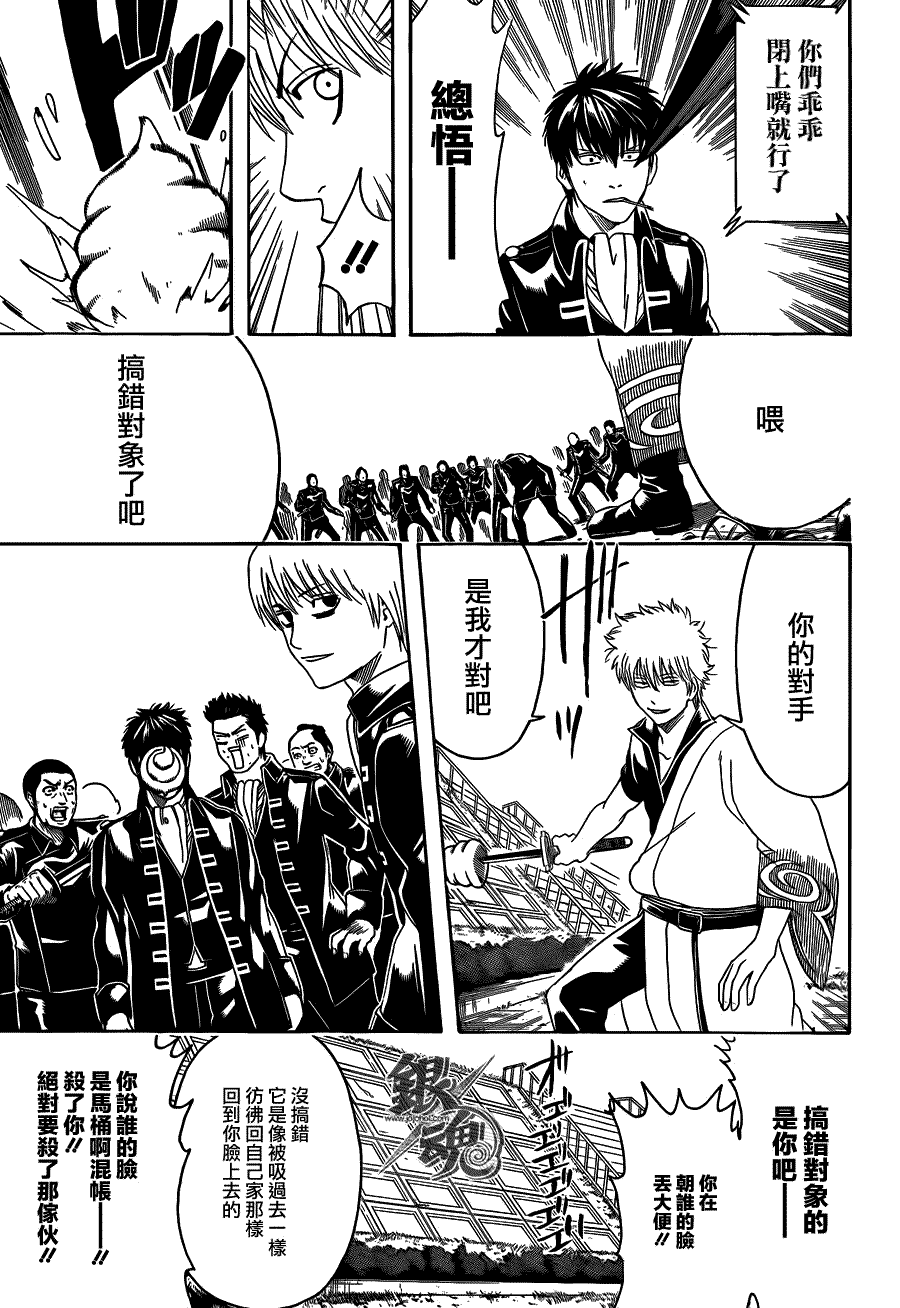 你們乖乖
閉上嘴就行了
總悟——
!!
喂
搞錯對象了吧
你的對手
是我才對吧
搞錯對象的
是你吧——
你在
朝誰的臉
丟大便!!
沒搞錯
它是像被吸過去一樣
彷彿回自己家那樣
回到你臉上去的
銀魂
你說誰的臉
是馬桶啊混帳——!!
殺了你!!
絕對要殺了那傢伙!!